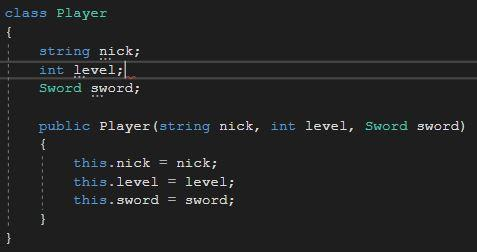 class Player
{
    string nick;
    int level;
    Sword sword;

    public Player(string nick, int level, Sword sword)
    {
        this.nick = nick;
        this.level = level;
        this.sword = sword;
    }
}